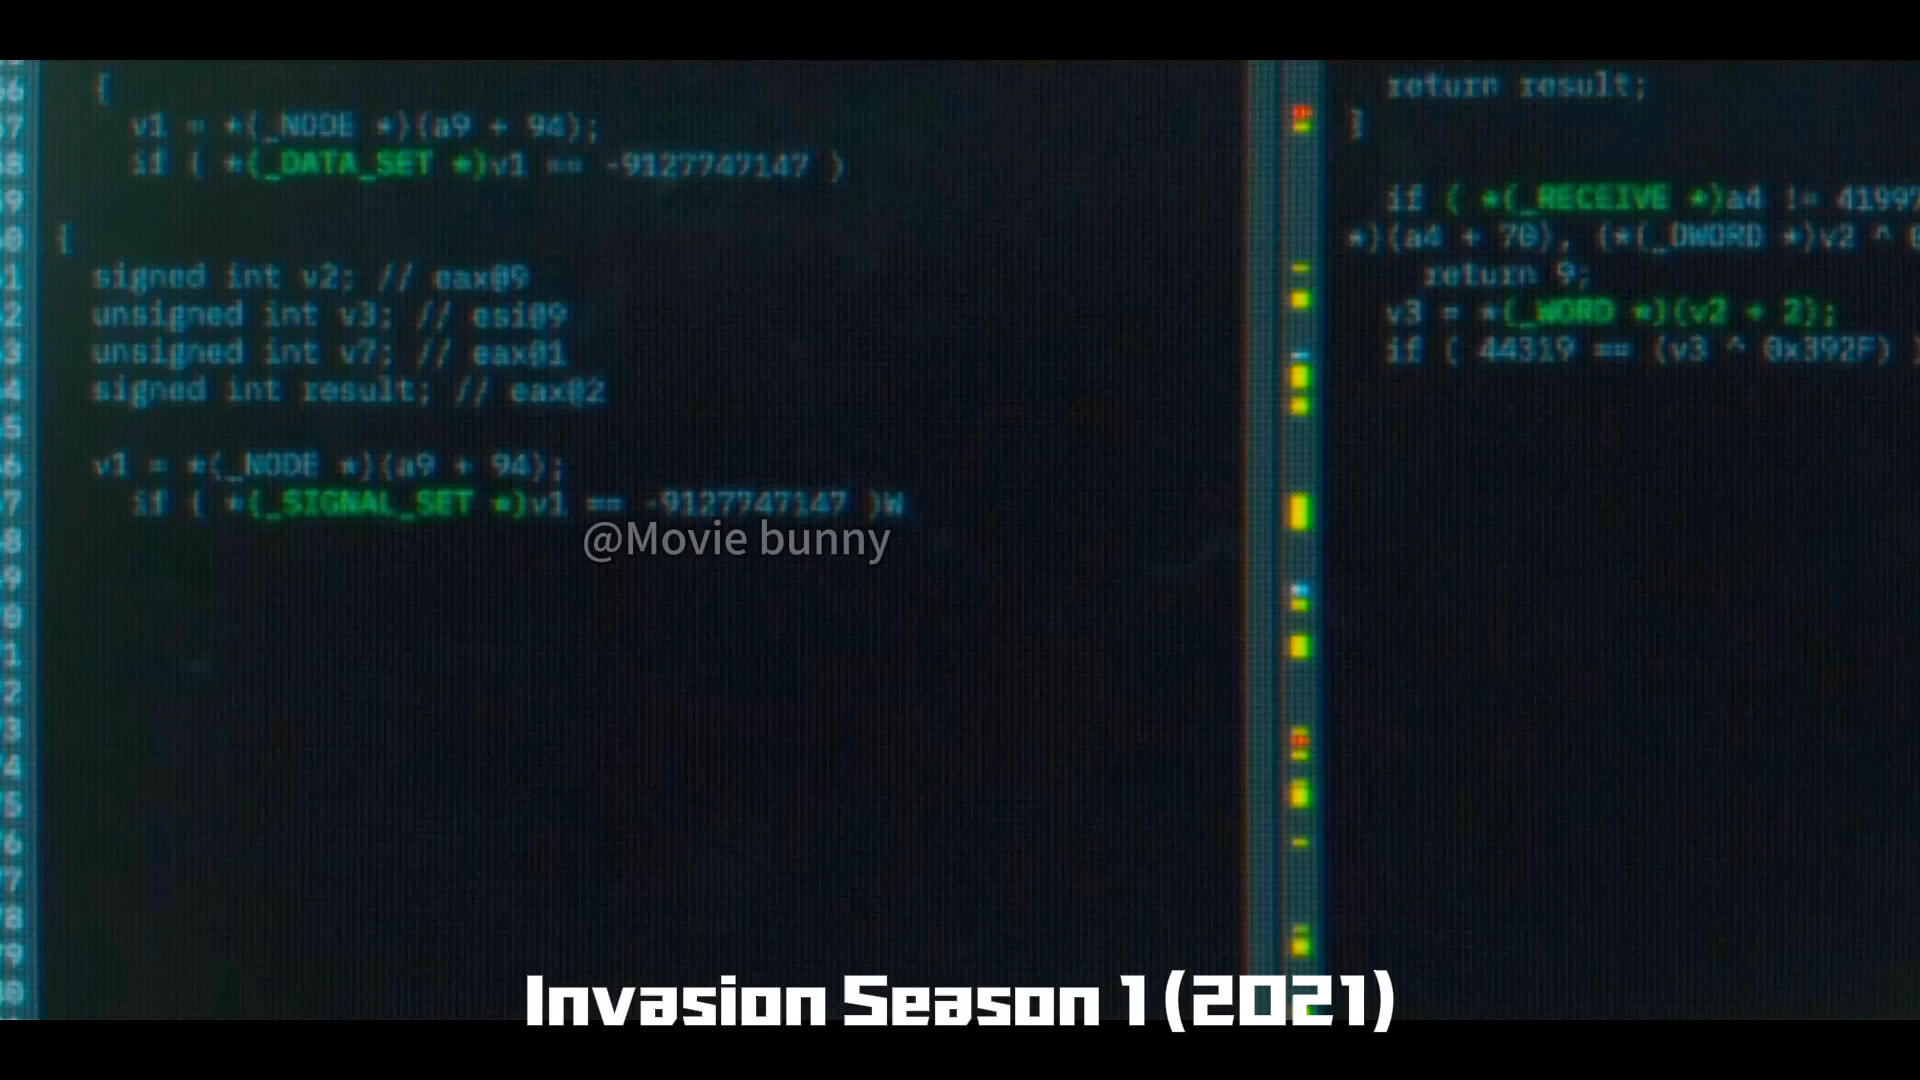 {
v1 = *(_NODE *)(a9 + 94);
if ( *(_DATA_SET *)v1 == -9127747147 )
{
signed int v2; // eax@9
unsigned int v3; // esi@9
unsigned int v7; // eax@1
signed int result; // eax@2
v1 = *(_NODE *)(a9 + 94);
if ( *(_SIGNAL_SET *)v1 == -9127747147 )W
return result;
}
if ( *(_RECEIVE *)a4 != 41997
*)(a4 + 70), (*(_DWORD *)v2 ^
return 9;
v3 = *(_WORD *)(v2 + 2);
if ( 44319 == (v3 ^ 0x392F) )
@Movie bunny
Invasion Season 1 (2021)